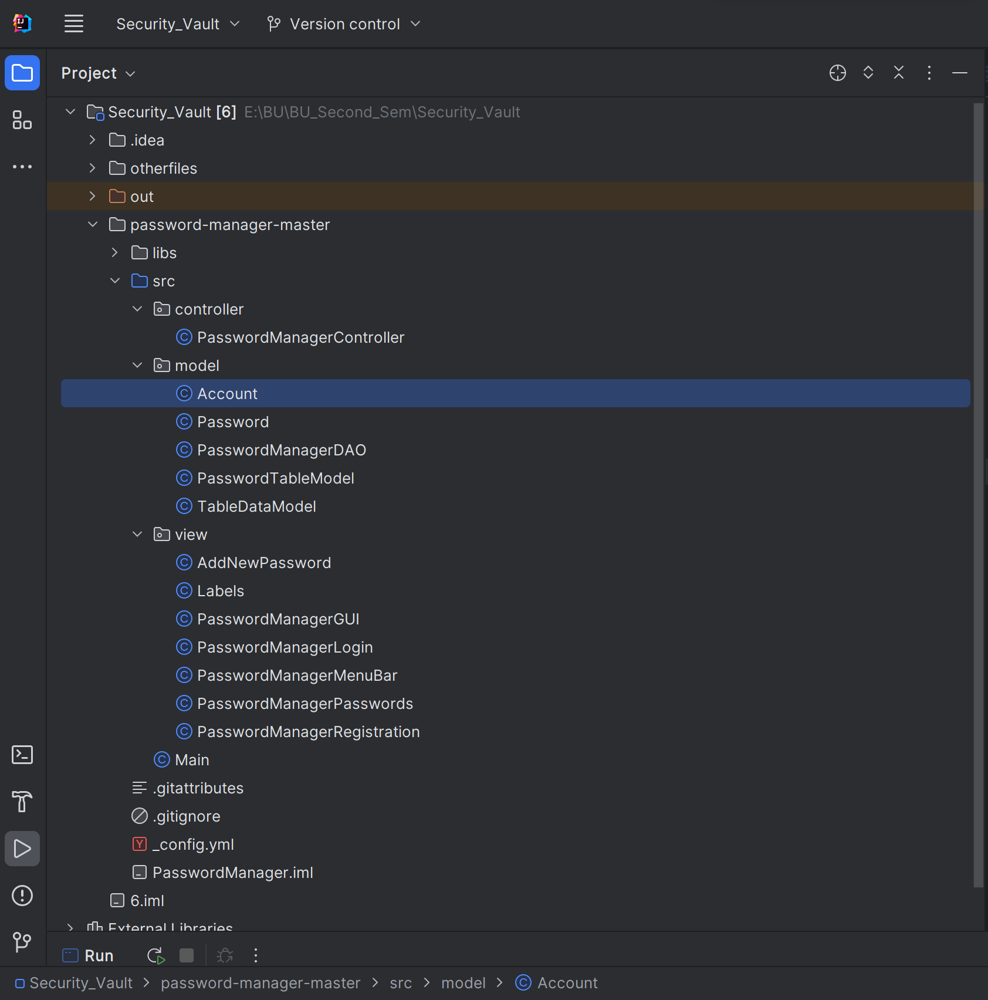 Security_Vault Version control
Project
Security_Vault [6] E:\BU\BU_Second_Sem\Security_Vault
.idea
otherfiles
out
password-manager-master
libs
src
controller
PasswordManagerController
model
Account
Password
PasswordManagerDAO
PasswordTableModel
TableDataModel
view
AddNewPassword
Labels
PasswordManagerGUI
PasswordManagerLogin
PasswordManagerMenuBar
PasswordManagerPasswords
PasswordManagerRegistration
Main
.gitattributes
.gitignore
_config.yml
PasswordManager.iml
6.iml
External Libraries
Run
Security_Vault > password-manager-master > src > model > Account